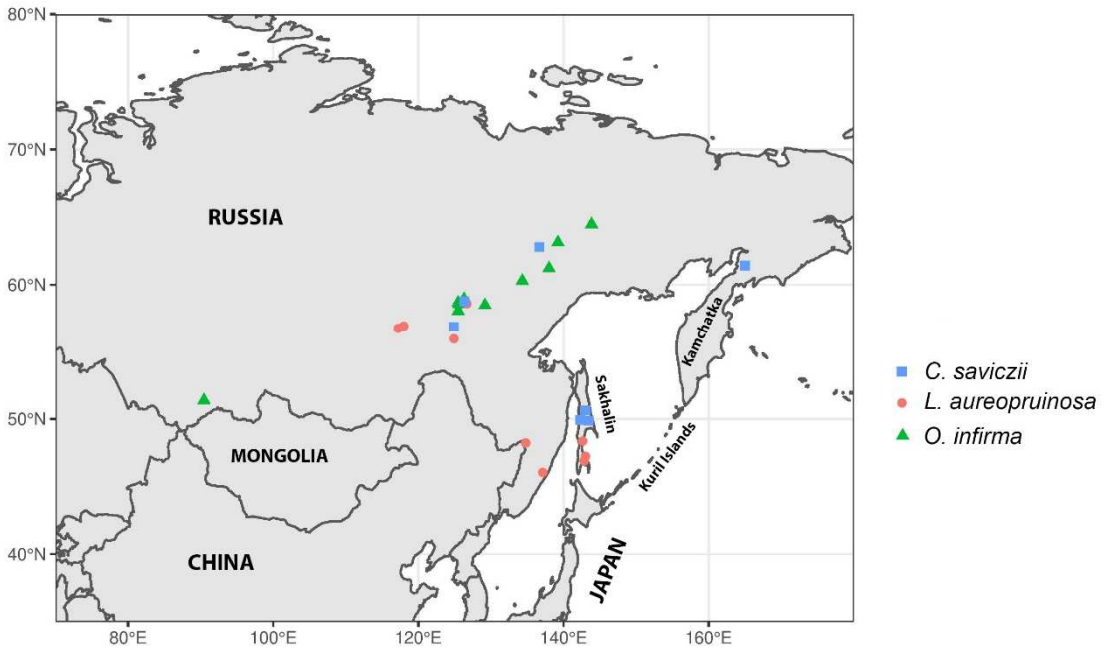 80°N
70°N
60°N
50°N
40°N
RUSSIA
MONGOLIA
CHINA
JAPAN
Sakhalin
Kuril Islands
Kamchatka
80°E
100°E
120°E
140°E
160°E
C. saviczii
L. aureopruinosa
O. infirma